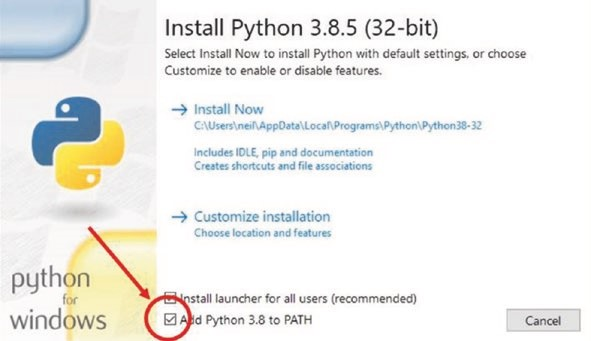 Install Python 3.8.5 (32-bit)
Select Install Now to install Python with default settings, or choose
Customize to enable or disable features.
Install Now
C:\Users\neil\AppData\Local\Programs\Python\Python38-32
Includes IDLE, pip and documentation
Creates shortcuts and file associations
Customize installation
Choose location and features
python
for
windows
Install launcher for all users (recommended)
Add Python 3.8 to PATH
Cancel